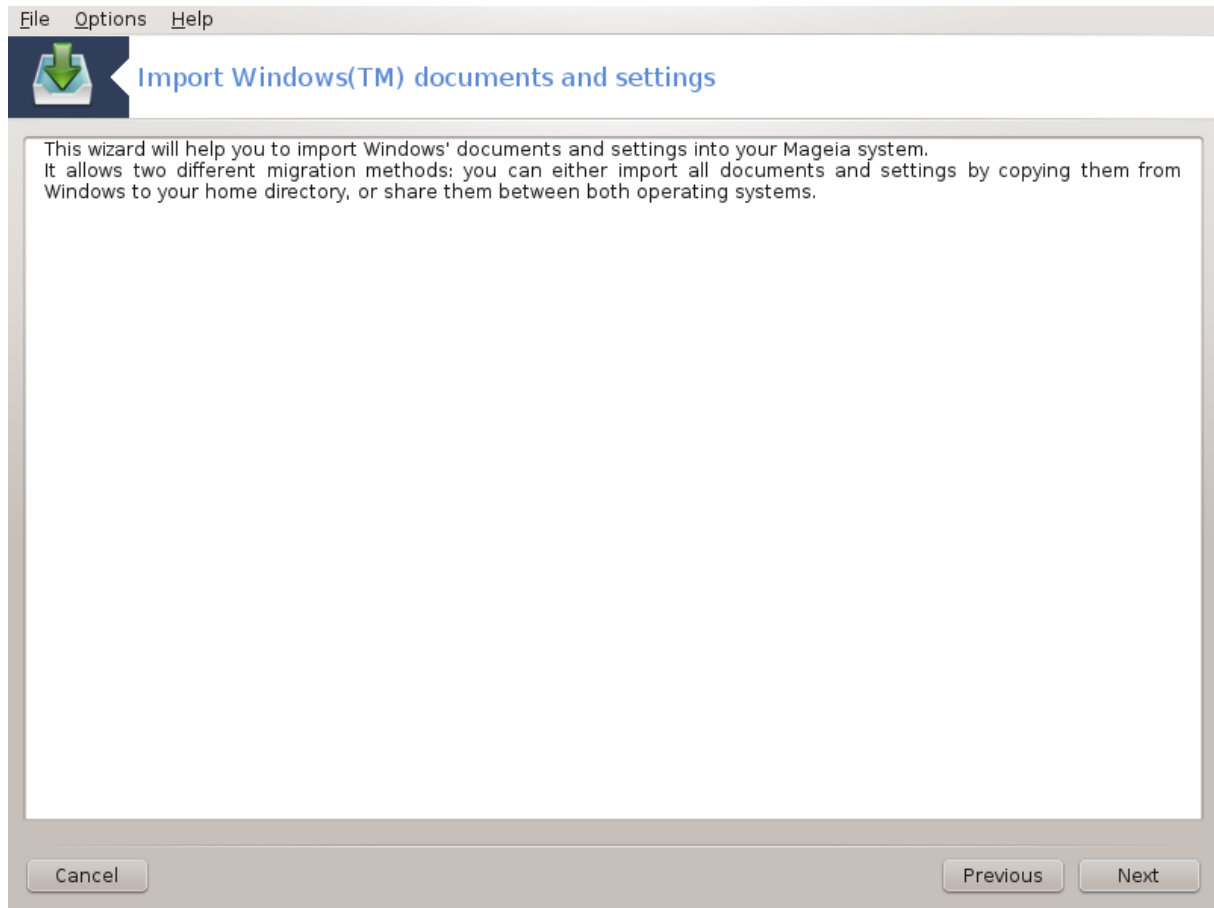 File Options Help
Import Windows(TM) documents and settings
This wizard will help you to import Windows' documents and settings into your Mageia system.
It allows two different migration methods: you can either import all documents and settings by copying them from
Windows to your home directory, or share them between both operating systems.
Cancel Previous Next